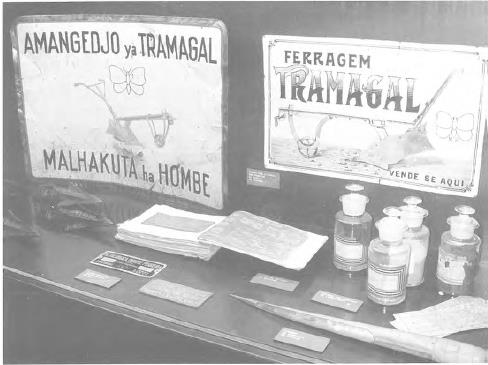 AMANGEDJO ya TRAMAGAL
MALHAKUTA ha HOMBE
FERRAGEM
TRAMAGAL
VENDE SE AQUI